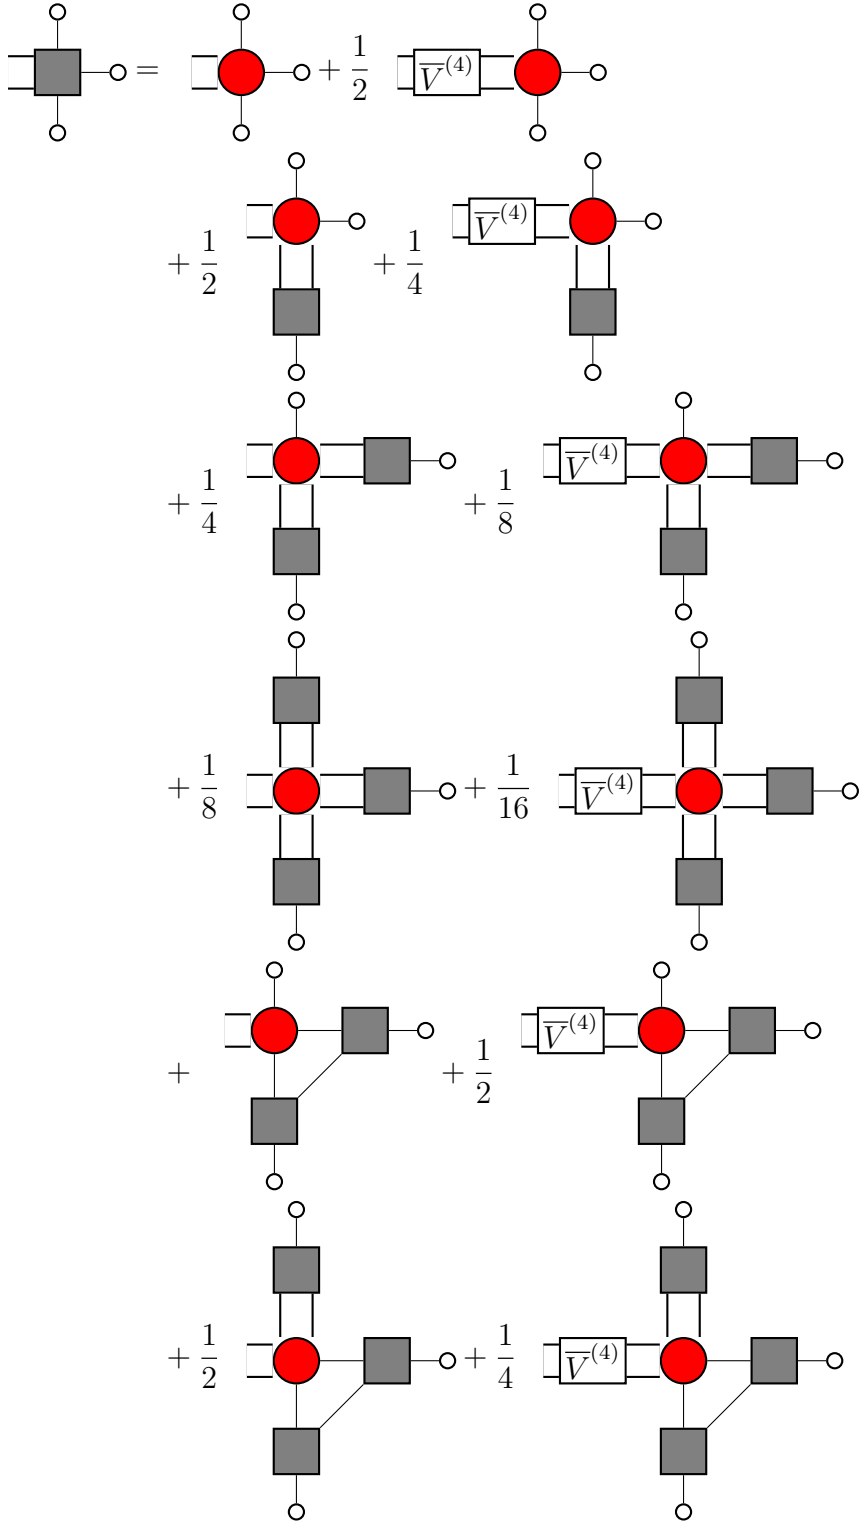 = + 1/2 V̅^(4)
+ 1/2 + 1/4 V̅^(4)
+ 1/4 + 1/8 V̅^(4)
+ 1/8 + 1/16 V̅^(4)
+ + 1/2 V̅^(4)
+ 1/2 + 1/4 V̅^(4)